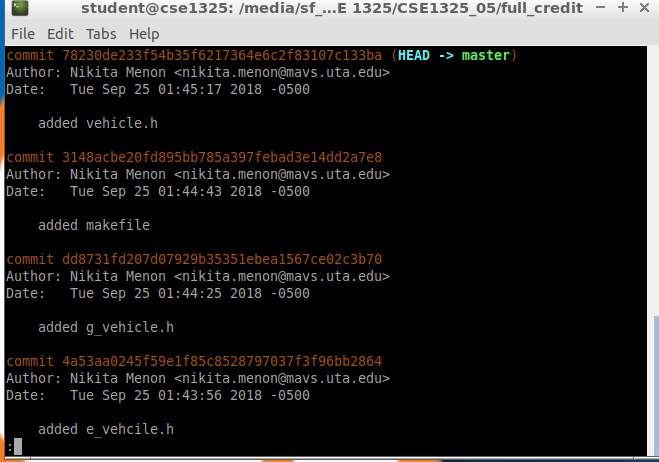 student@cse1325: /media/sf_...E 1325/CSE1325_05/full_credit
File Edit Tabs Help
commit 78230de233f54b35f6217364e6c2f83107c133ba (HEAD -> master)
Author: Nikita Menon <nikita.menon@mavs.uta.edu>
Date:   Tue Sep 25 01:45:17 2018 -0500
added vehicle.h
commit 3148acbe20fd895bb785a397febad3e14dd2a7e8
Author: Nikita Menon <nikita.menon@mavs.uta.edu>
Date:   Tue Sep 25 01:44:43 2018 -0500
added makefile
commit dd8731fd207d07929b35351ebea1567ce02c3b70
Author: Nikita Menon <nikita.menon@mavs.uta.edu>
Date:   Tue Sep 25 01:44:25 2018 -0500
added g_vehicle.h
commit 4a53aa0245f59e1f85c8528797037f3f96bb2864
Author: Nikita Menon <nikita.menon@mavs.uta.edu>
Date:   Tue Sep 25 01:43:56 2018 -0500
added e_vehcile.h
: